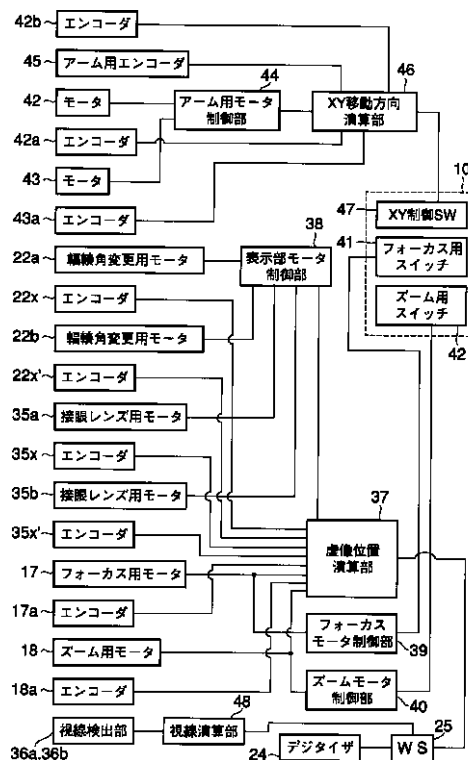 42b エンコーダ
45 アーム用エンコーダ
44
46
42 モータ
アーム用モータ
制御部
XY移動方向
演算部
42a エンコーダ
43 モータ
10
43a エンコーダ
47 XY制御SW
38
41 フォーカス用
スイッチ
22a 輻輳角変更用モータ
表示部モータ
制御部
22x エンコーダ
ズーム用
スイッチ
42
22b 輻輳角変更用モータ
22x' エンコーダ
35a 接眼レンズ用モータ
35x エンコーダ
35b 接眼レンズ用モータ
37
35x' エンコーダ
虚像位置
演算部
17 フォーカス用モータ
17a エンコーダ
フォーカス
モータ制御部
39
18 ズーム用モータ
18a エンコーダ
ズームモータ
制御部
40
48
25
視線検出部
視線演算部
36a,36b
24 デジタイザ
WS